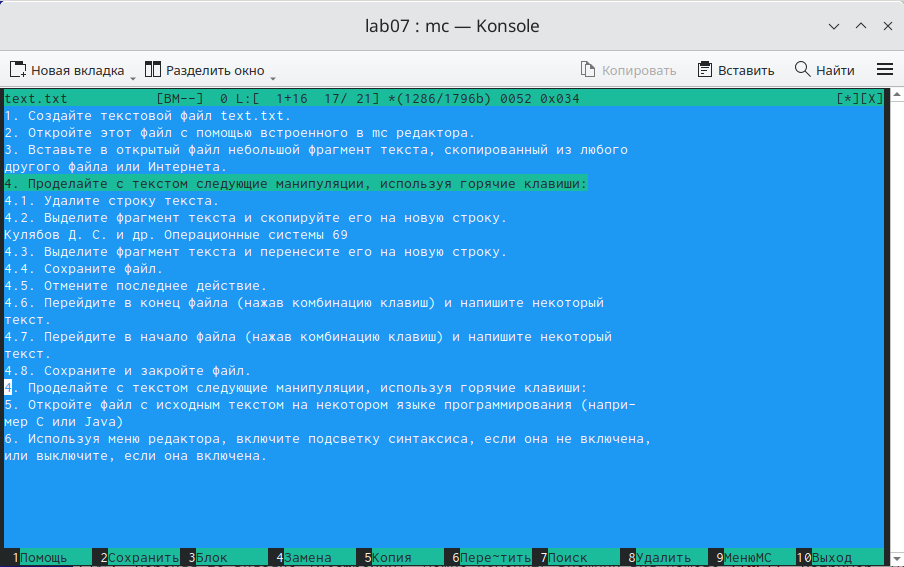 lab07 : mc — Konsole
Новая вкладка Разделить окно Копировать Вставить Найти
text.txt [BM--] 0 L:[ 1+16 17/ 21] *(1286/1796b) 0052 0x034 [*][X]
1. Создайте текстовой файл text.txt.
2. Откройте этот файл с помощью встроенного в mc редактора.
3. Вставьте в открытый файл небольшой фрагмент текста, скопированный из любого
другого файла или Интернета.
4. Проделайте с текстом следующие манипуляции, используя горячие клавиши:
4.1. Удалите строку текста.
4.2. Выделите фрагмент текста и скопируйте его на новую строку.
Кулябов Д. С. и др. Операционные системы 69
4.3. Выделите фрагмент текста и перенесите его на новую строку.
4.4. Сохраните файл.
4.5. Отмените последнее действие.
4.6. Перейдите в конец файла (нажав комбинацию клавиш) и напишите некоторый
текст.
4.7. Перейдите в начало файла (нажав комбинацию клавиш) и напишите некоторый
текст.
4.8. Сохраните и закройте файл.
4. Проделайте с текстом следующие манипуляции, используя горячие клавиши:
5. Откройте файл с исходным текстом на некотором языке программирования (напри-
мер C или Java)
6. Используя меню редактора, включите подсветку синтаксиса, если она не включена,
или выключите, если она включена.
1Помощь 2Сохранить 3Блок 4Замена 5Копия 6Пере~тить 7Поиск 8Удалить 9МенюMC 10Выход